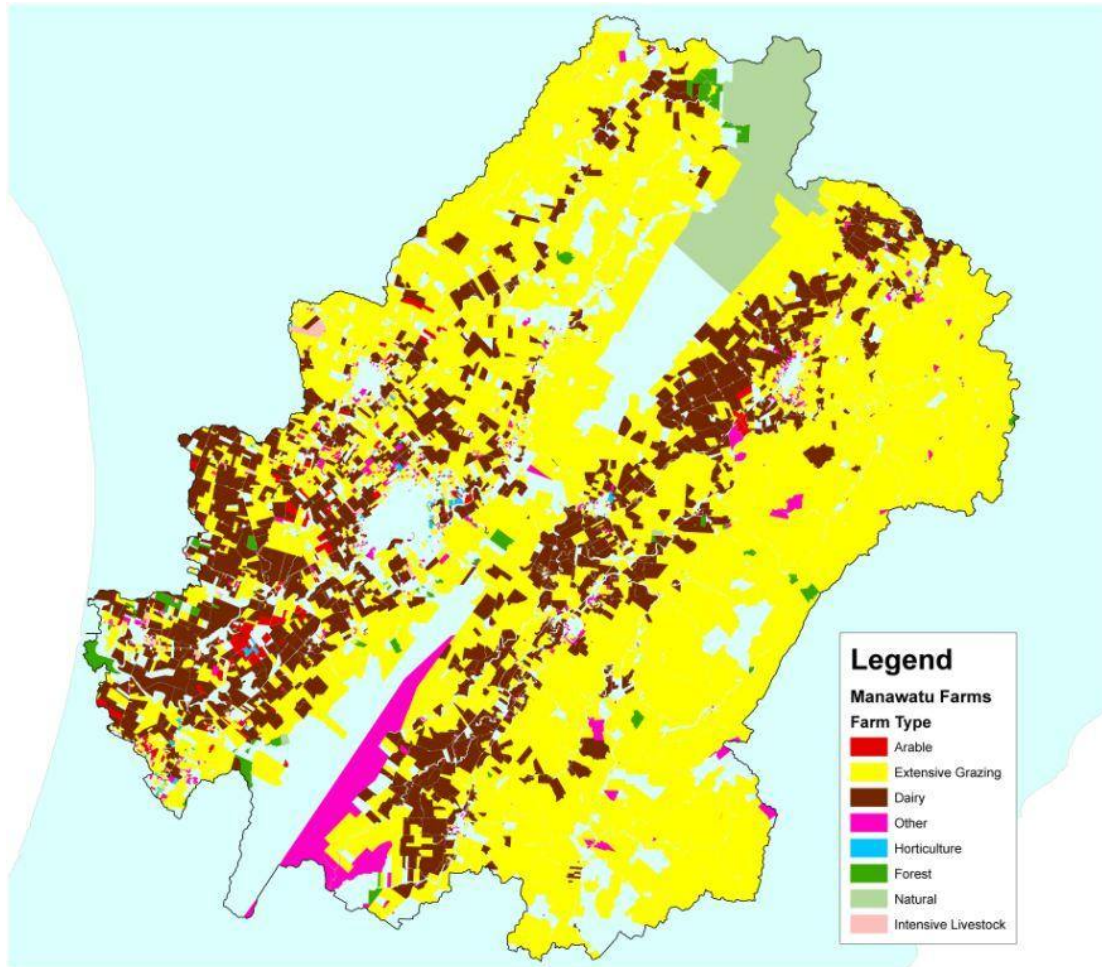 Legend
Manawatu Farms
Farm Type
Arable
Extensive Grazing
Dairy
Other
Horticulture
Forest
Natural
Intensive Livestock